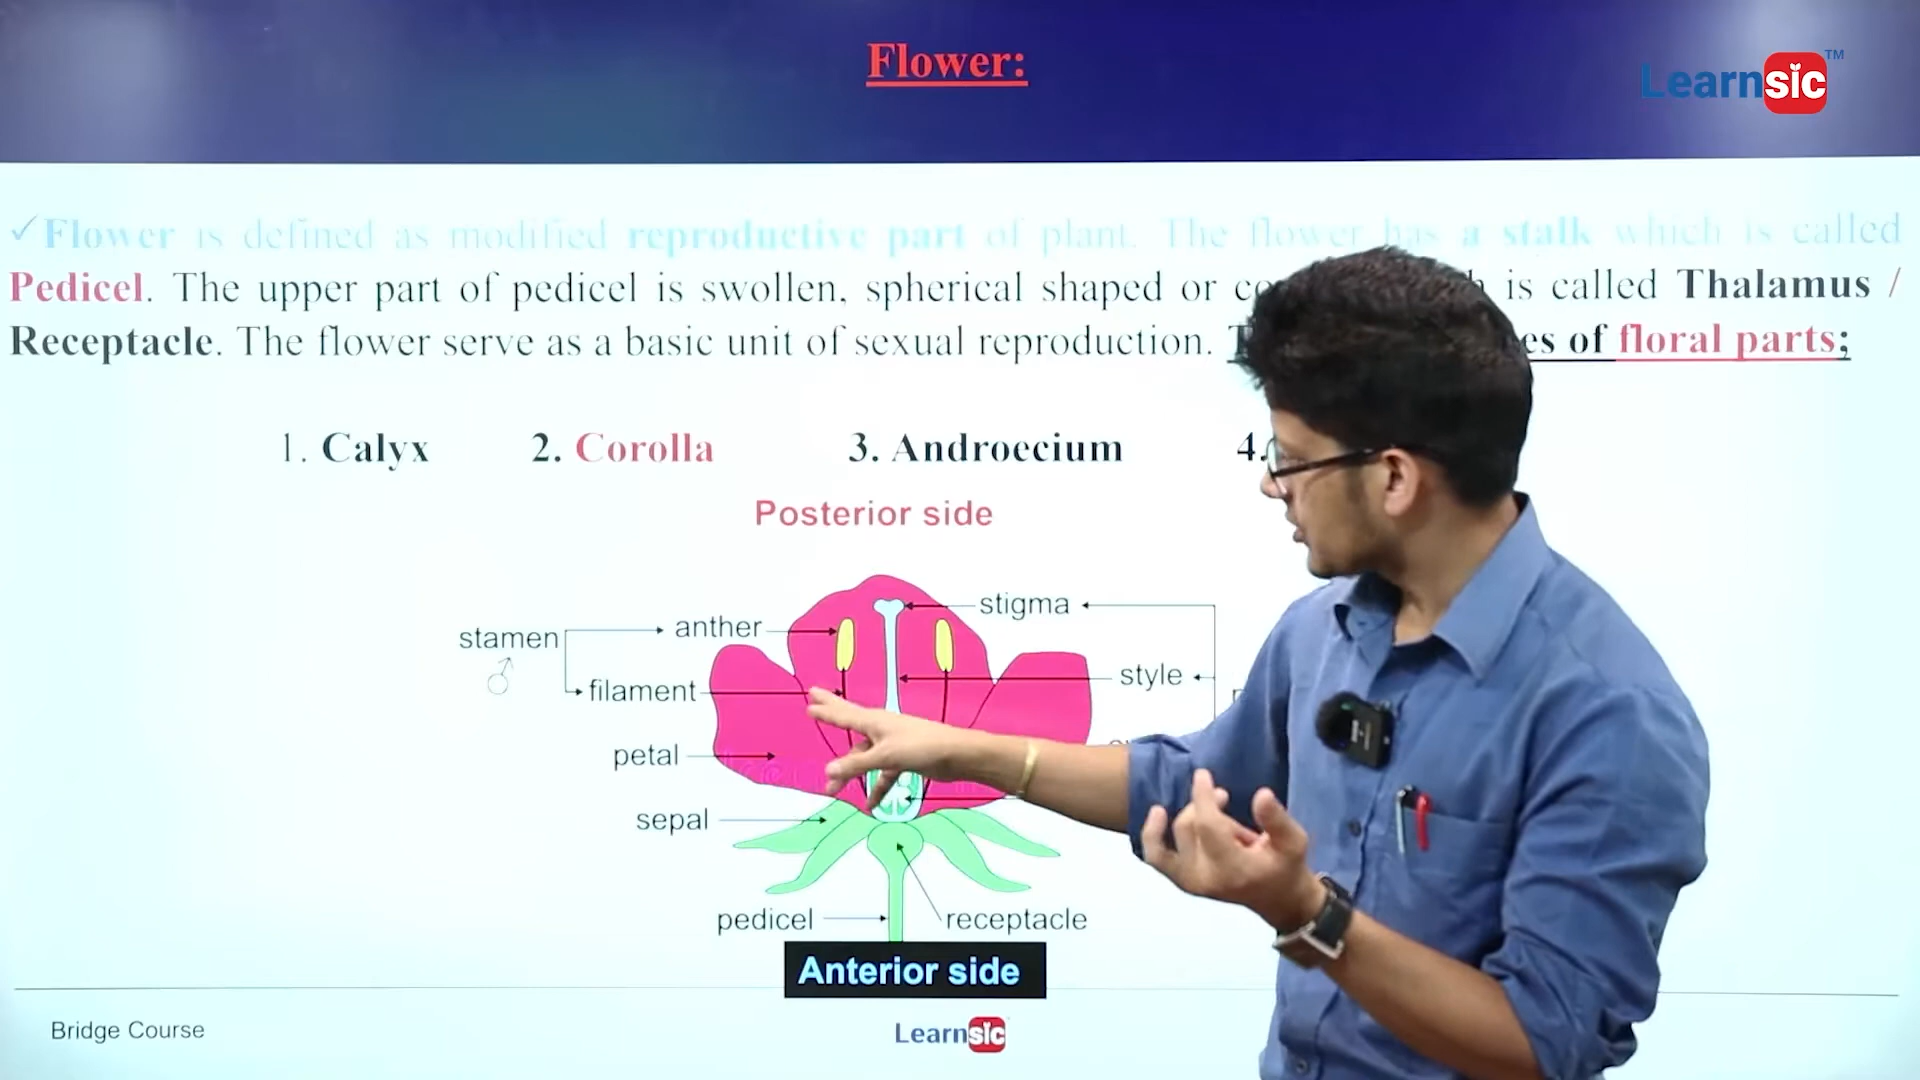 Flower:
Learnsic™
✓Flower is defined as modified reproductive part of plant. The flower has a stalk which is called
Pedicel. The upper part of pedicel is swollen, spherical shaped or is called Thalamus /
Receptacle. The flower serve as a basic unit of sexual reproduction. of floral parts;
1. Calyx 2. Corolla 3. Androecium 4.
Posterior side
stigma
anther
stamen
style
filament
petal
sepal
pedicel
receptacle
Anterior side
Bridge Course
Learnsic